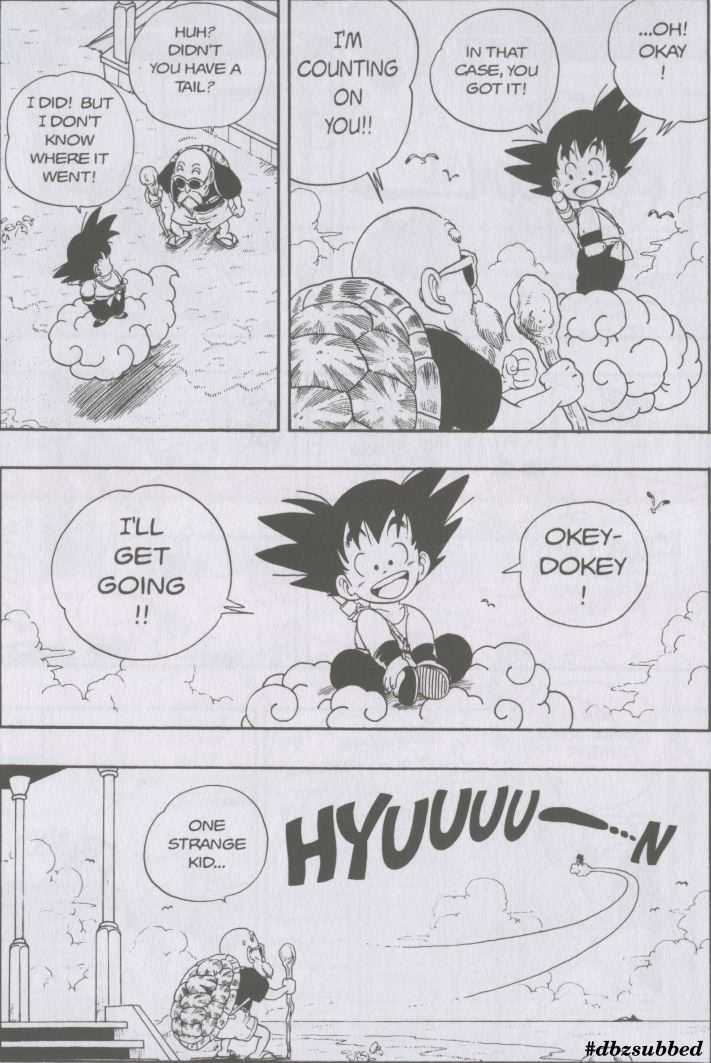 ...OH!
OKAY
!
IN THAT
CASE, YOU
GOT IT!
I'M
COUNTING
ON
YOU!!
HUH?
DIDN'T
YOU HAVE A
TAIL?
I DID! BUT
I DON'T
KNOW
WHERE IT
WENT!
OKEY-
DOKEY
!
I'LL
GET
GOING
!!
HYUUUU—...N
ONE
STRANGE
KID...
#dbzsubbed